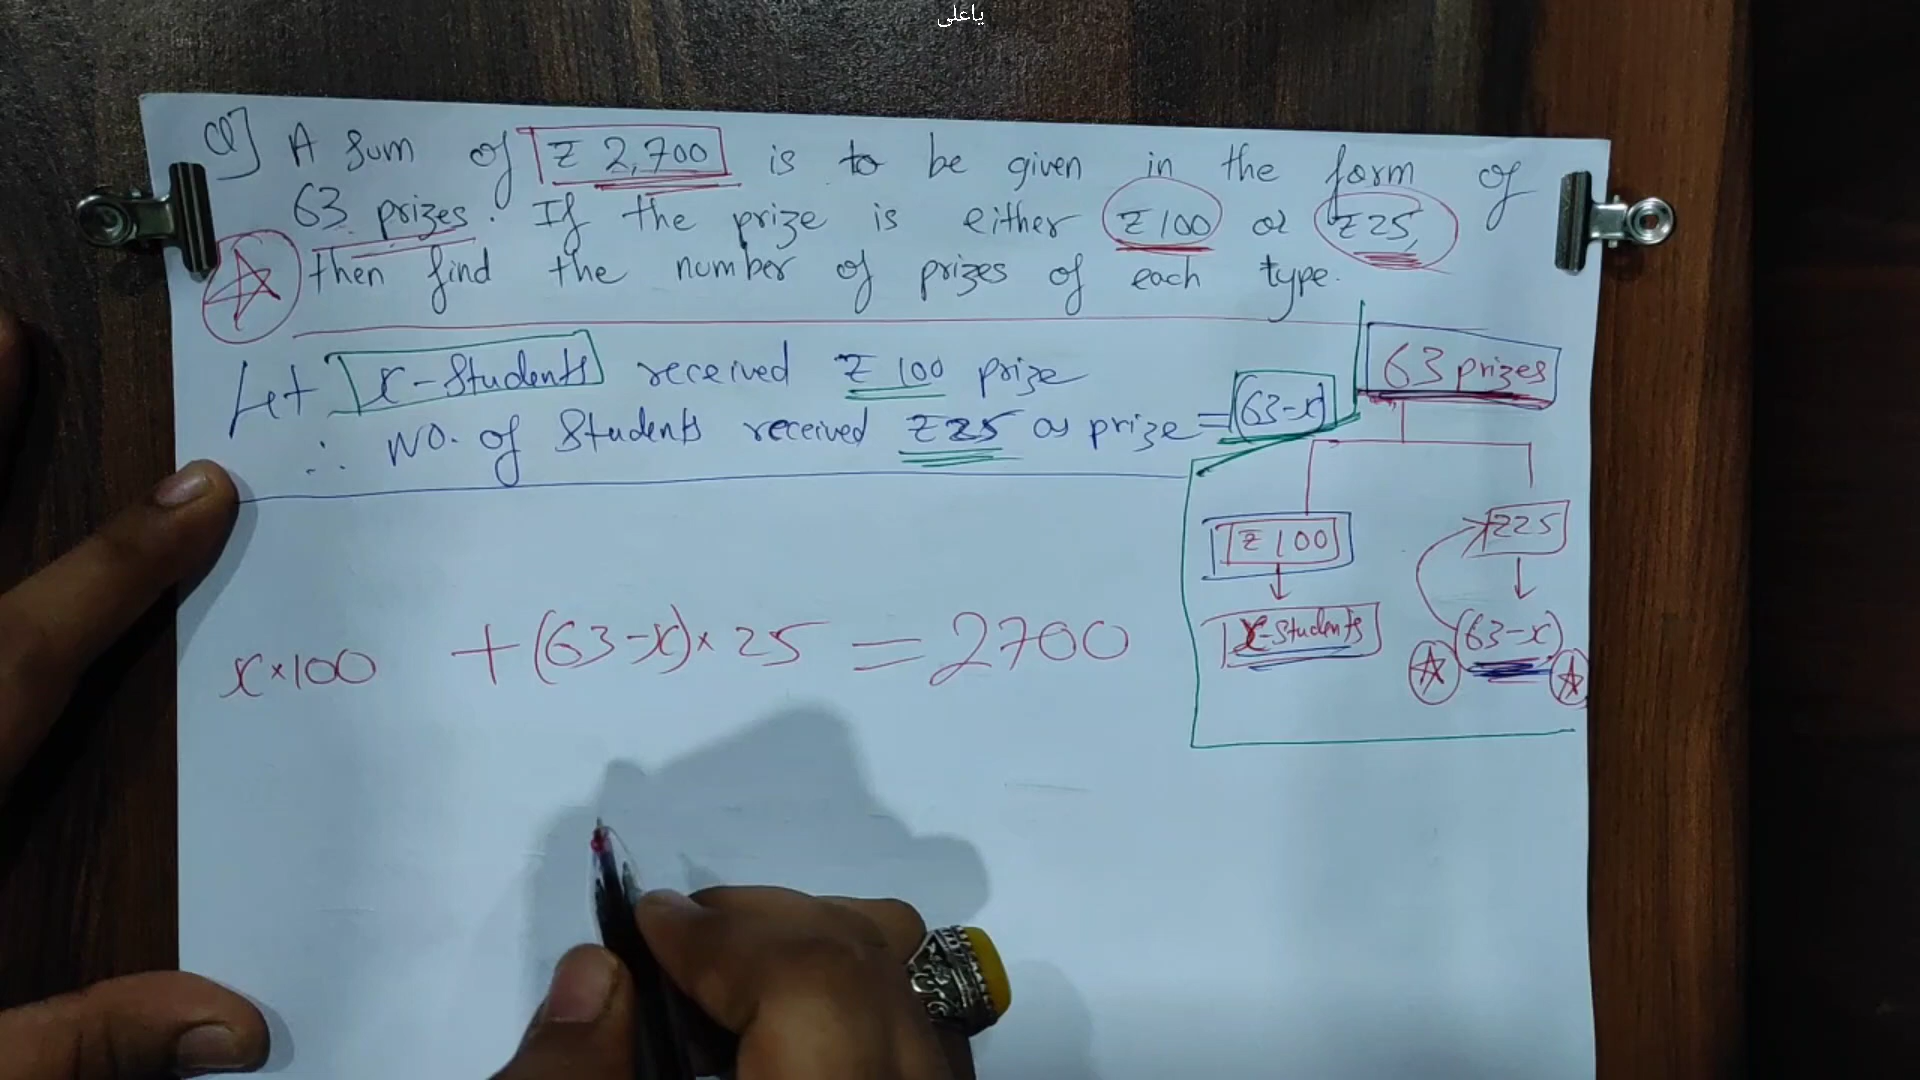 ياعلى
Q] A sum of ₹ 2,700 is to be given in the form of
63 prizes. If the prize is either ₹100 or ₹25,
then find the number of prizes of each type.
Let x-Students received ₹ 100 prize
∴ No. of Students received ₹25 as prize = (63-x)
63 prizes
₹100 ₹25
x-Students (63-x)
x×100 + (63-x)×25 = 2700